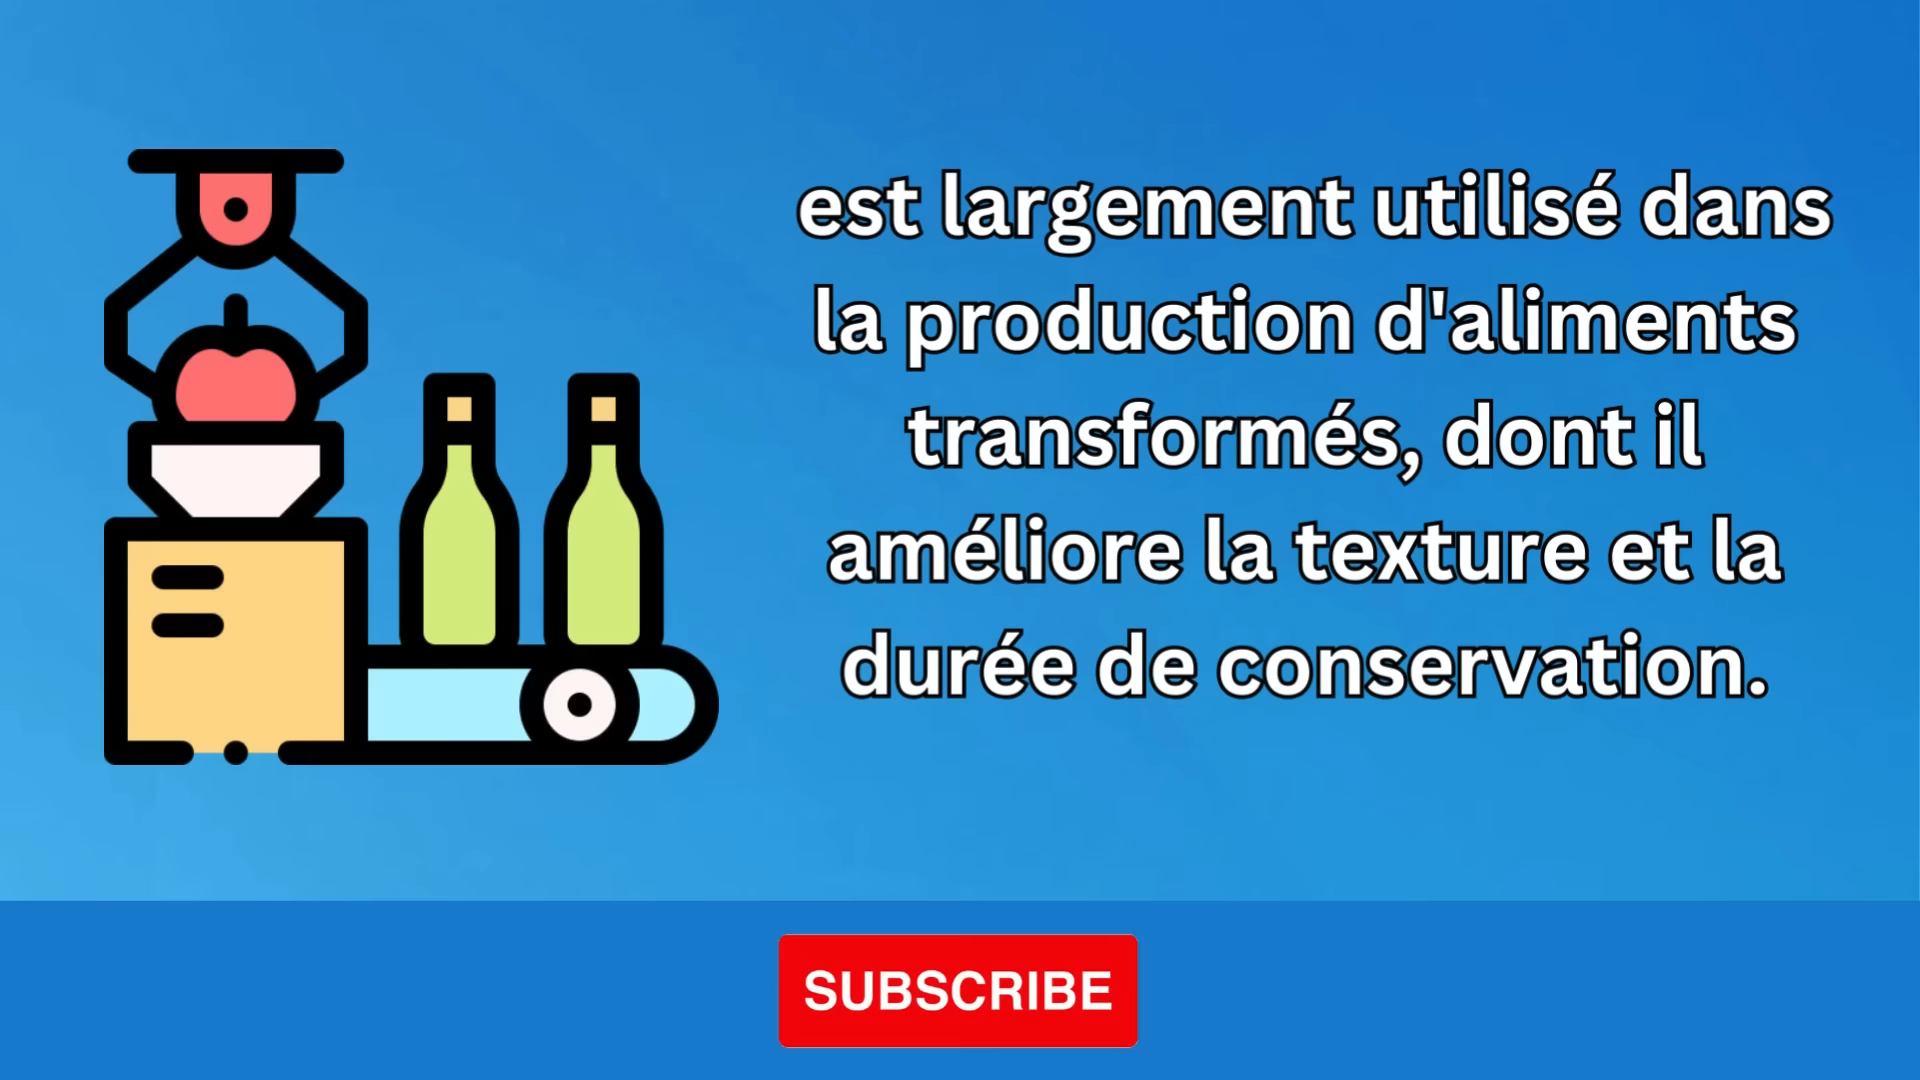 est largement utilisé dans
la production d'aliments
transformés, dont il
améliore la texture et la
durée de conservation.
SUBSCRIBE